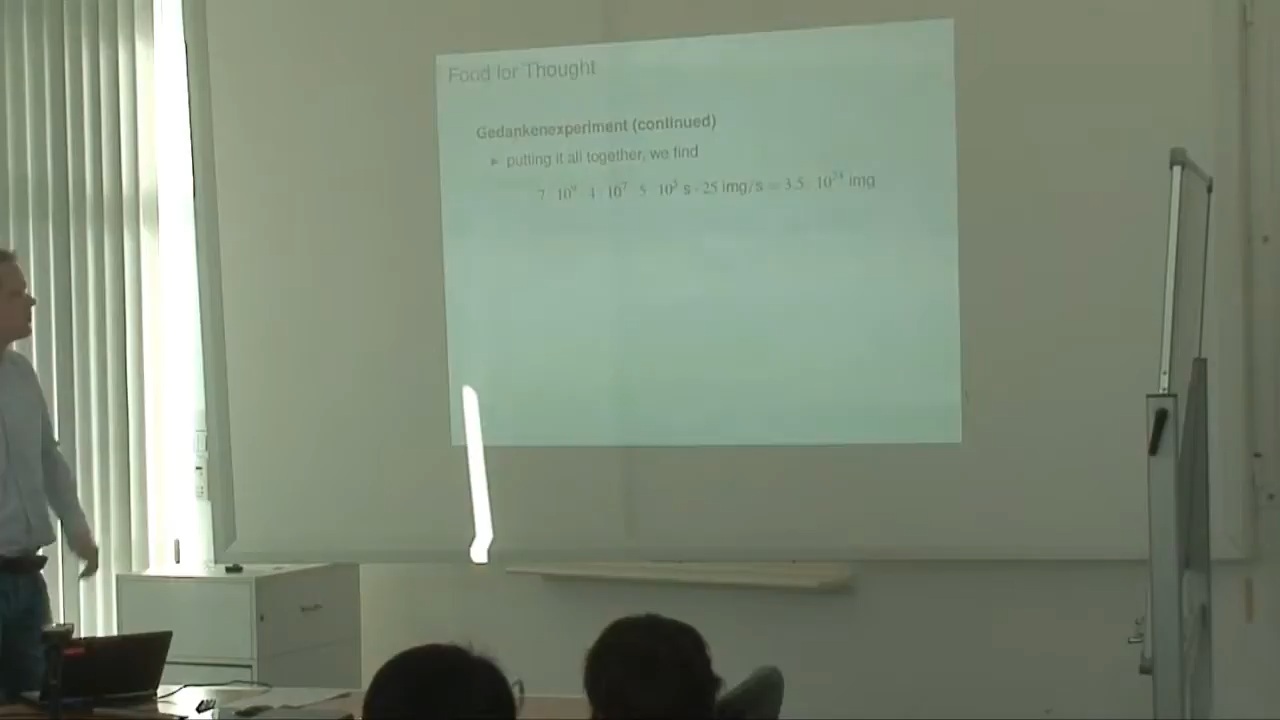 Food for Thought
Gedankenexperiment (continued)
▸ putting it all together, we find
7 · 10⁹ · 4 · 10⁷ · 5 · 10⁵ s · 25 img/s = 3.5 · 10²⁴ img